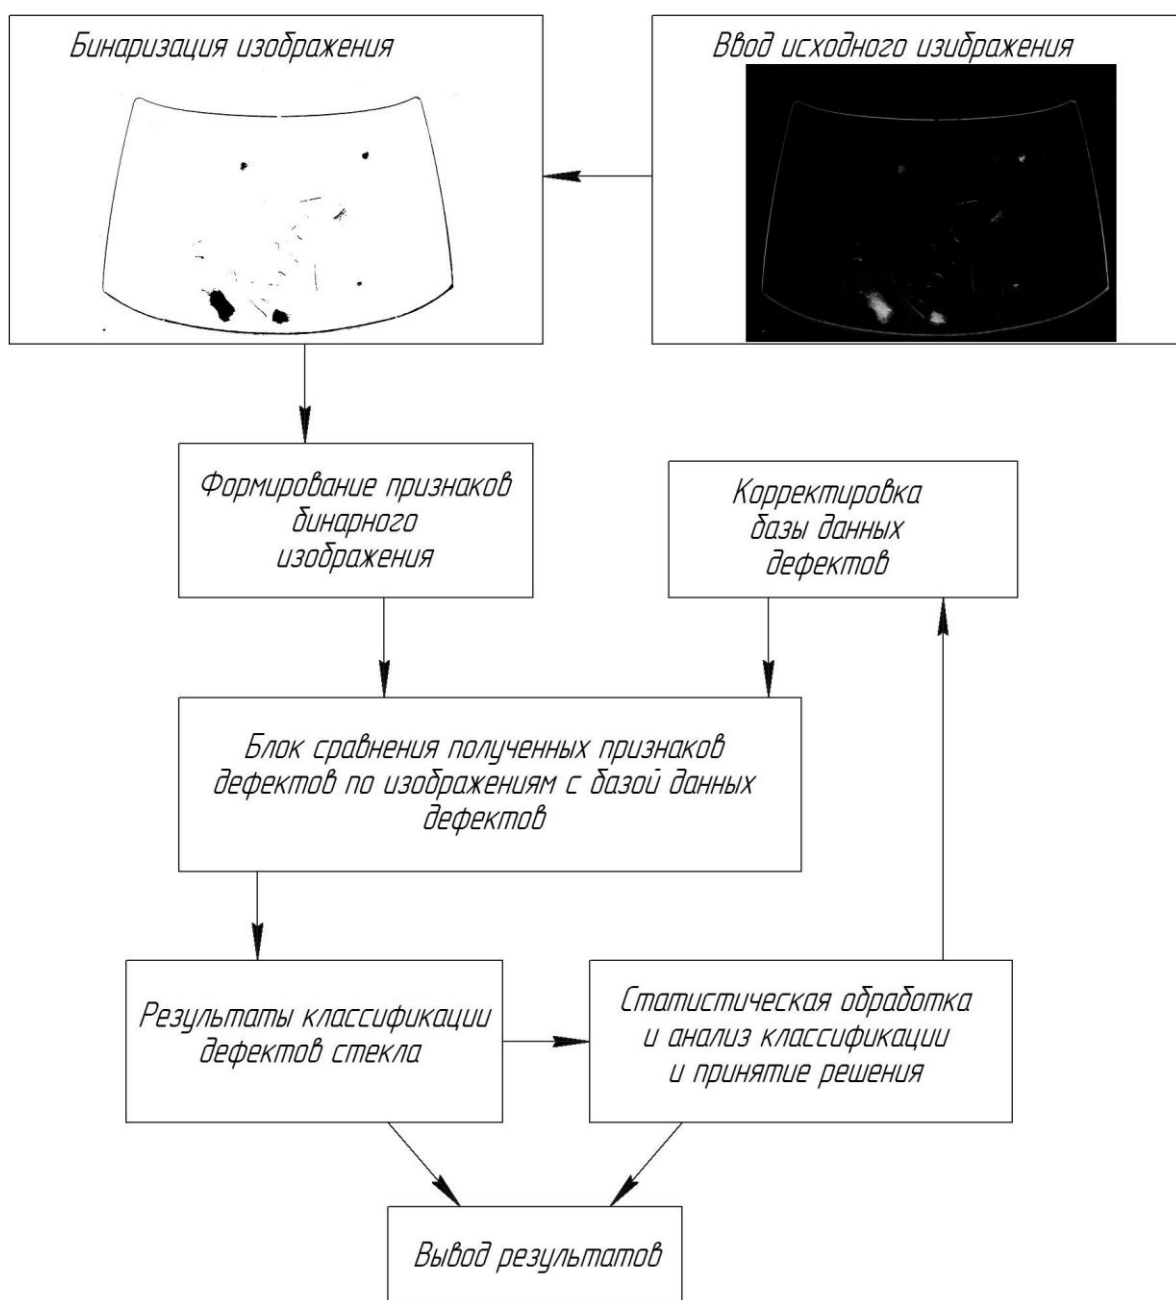 Бинаризация изображения
Ввод исходного изибражения
Формирование признаков
бинарного
изображения
Корректировка
базы данных
дефектов
Блок сравнения полученных признаков
дефектов по изображениям с базой данных
дефектов
Результаты классификации
дефектов стекла
Статистическая обработка
и анализ классификации
и принятие решения
Вывод результатов